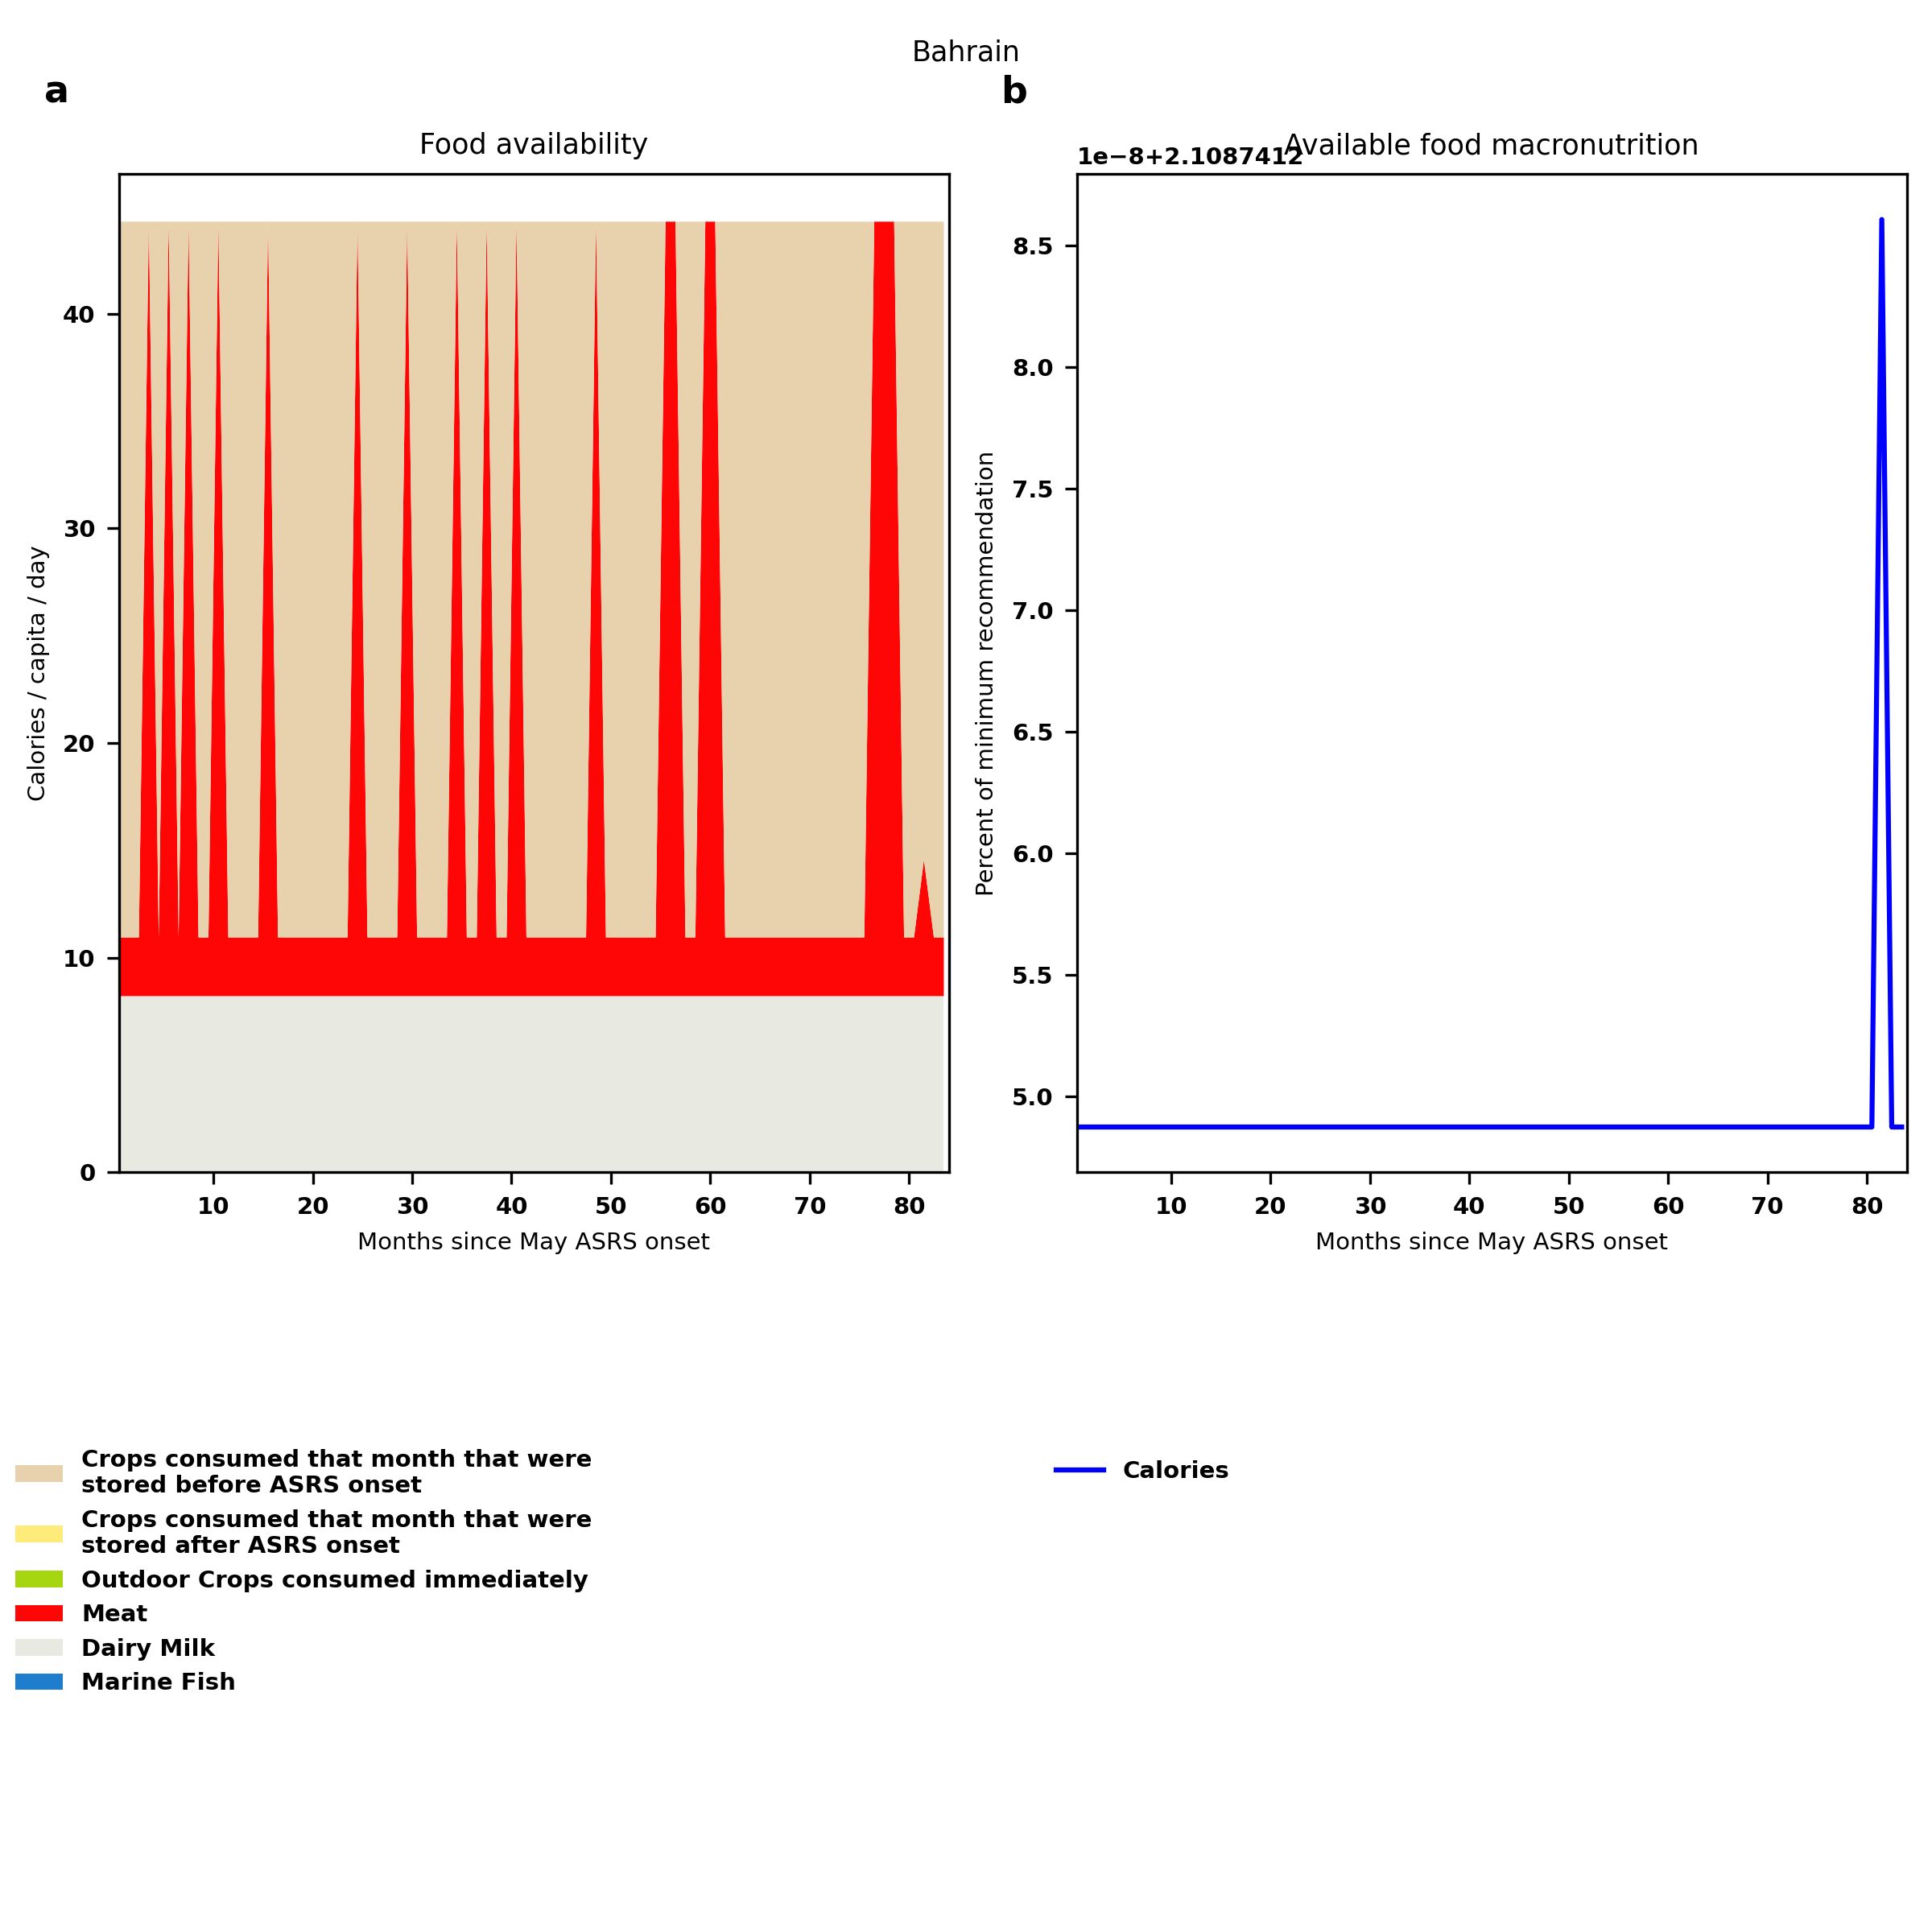 Bahrain
a
b
Food availability
Available food macronutrition
1e−8+2.1087412
Calories / capita / day
40
30
20
10
0
10 20 30 40 50 60 70 80
Months since May ASRS onset
Percent of minimum recommendation
8.5
8.0
7.5
7.0
6.5
6.0
5.5
5.0
10 20 30 40 50 60 70 80
Months since May ASRS onset
Crops consumed that month that were
stored before ASRS onset
Crops consumed that month that were
stored after ASRS onset
Outdoor Crops consumed immediately
Meat
Dairy Milk
Marine Fish
Calories